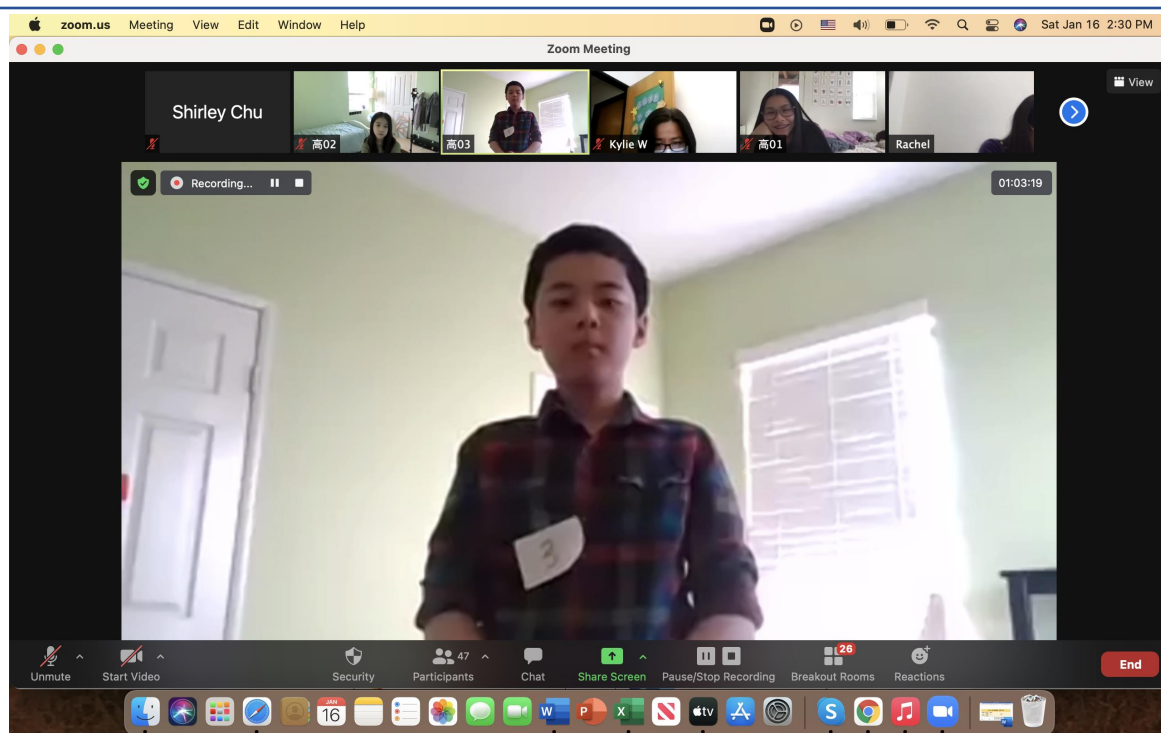 zoom.us Meeting View Edit Window Help Sat Jan 16 2:30 PM
Zoom Meeting
View
Shirley Chu
高02
高03
Kylie W
高01
Rachel
Recording...
01:03:19
3
47
26
Unmute
Start Video
Security
Participants
Chat
Share Screen
Pause/Stop Recording
Breakout Rooms
Reactions
End
JAN
16
W
P
X
N
tv
A
S